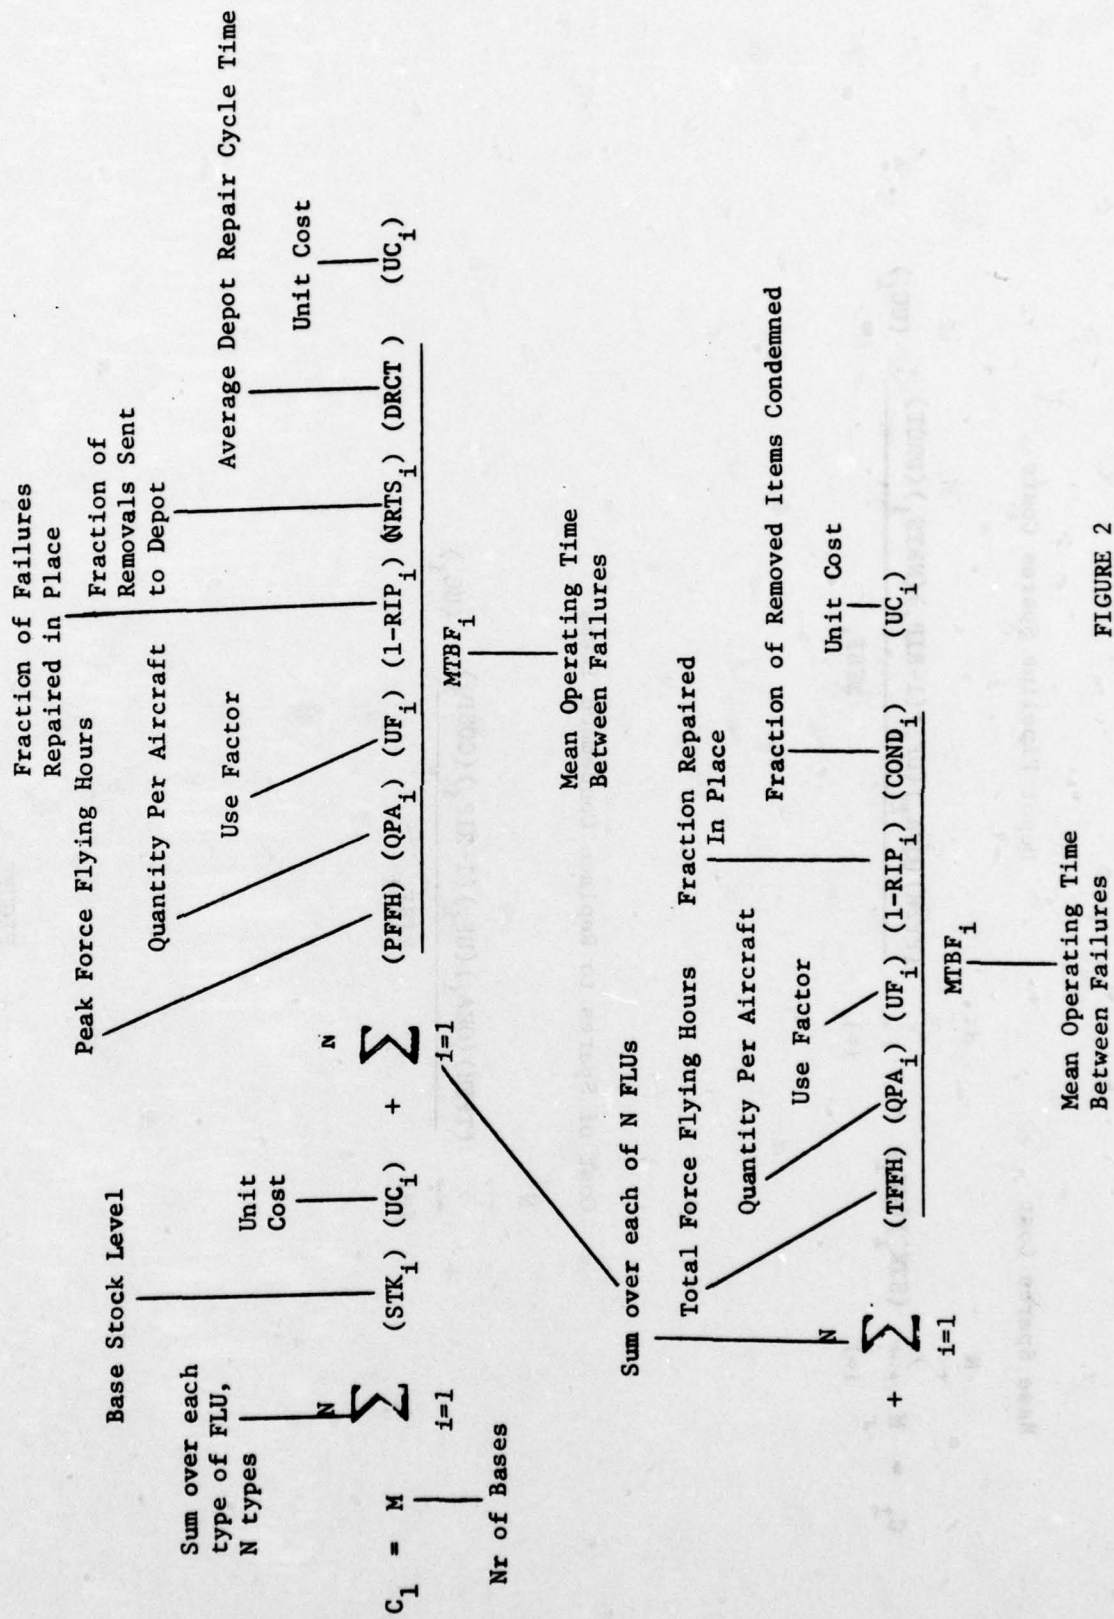 Sum over each
type of FLU,
N types
Base Stock Level
Unit
Cost
Peak Force Flying Hours
Quantity Per Aircraft
Use Factor
Fraction of Failures
Repaired in Place
Fraction of
Removals Sent
to Depot
Average Depot Repair Cycle Time
Unit Cost
C₁ = M N Σ i=1 (STKᵢ) (UCᵢ) + N Σ i=1 (PFFH) (QPAᵢ) (UFᵢ) (1-RIPᵢ) (NRTSᵢ) (DRCT ) (UCᵢ)
MTBFᵢ
Nr of Bases
Mean Operating Time
Between Failures
Sum over each of N FLUs
Total Force Flying Hours
Quantity Per Aircraft
Use Factor
Fraction Repaired
In Place
Fraction of Removed Items Condemned
Unit Cost
+ N Σ i=1 (TFFH) (QPAᵢ) (UFᵢ) (1-RIPᵢ) (CONDᵢ) (UCᵢ)
MTBFᵢ
Mean Operating Time
Between Failures
FIGURE 2